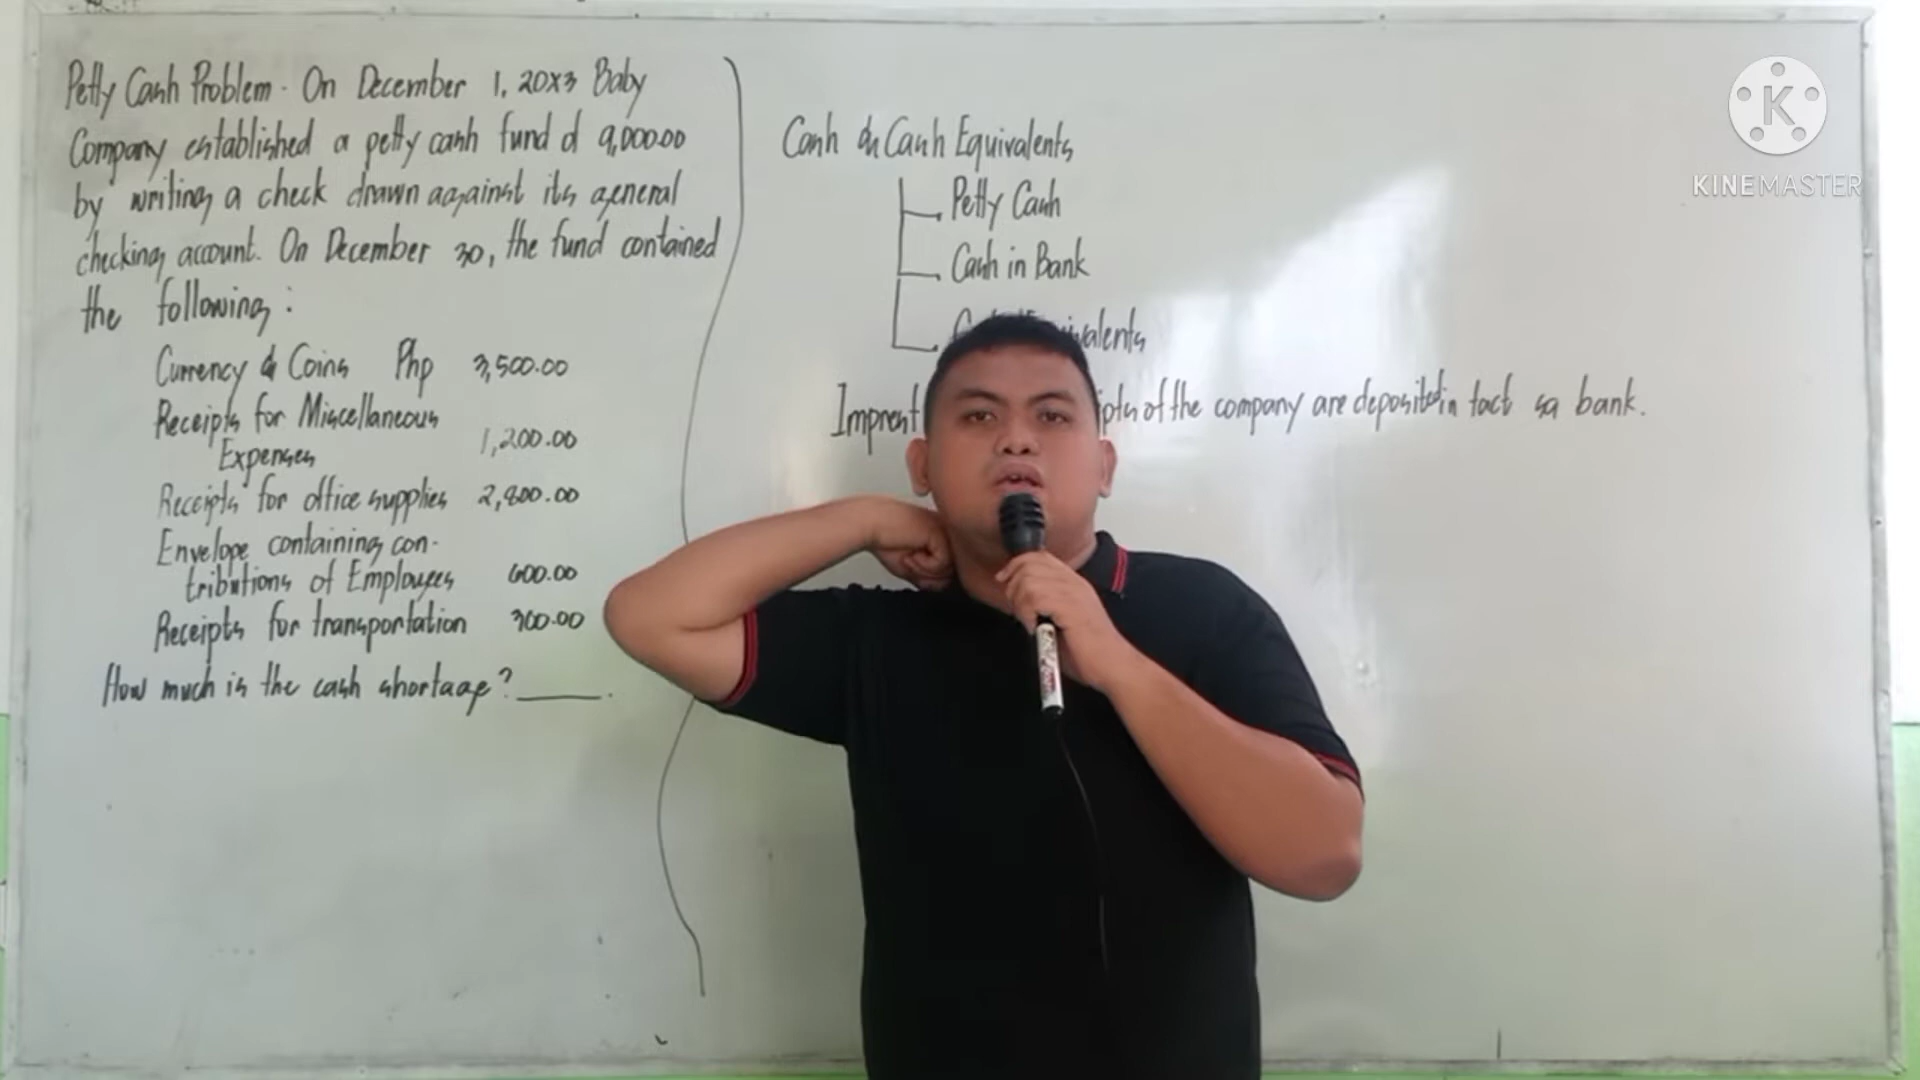 Petty Cash Problem - On December 1, 20x3 Baby
Company established a petty cash fund of 9,000.00
by writing a check drawn against its general
checking account. On December 30, the fund contained
the following:
Currency & Coins Php 3,500.00
Receipts for Miscellaneous
Expenses 1,200.00
Receipts for office supplies 2,800.00
Envelope containing con-
tributions of Employees 600.00
Receipts for transportation 300.00
How much is the cash shortage? ______.
Cash & Cash Equivalents
Petty Cash
Cash in Bank
of the company are deposited in tact sa bank.
K
KINEMASTER